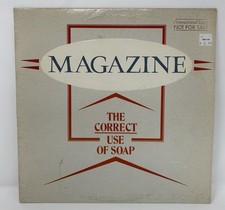 NOT FOR SALE
MAGAZINE
THE
CORRECT
USE
OF SOAP